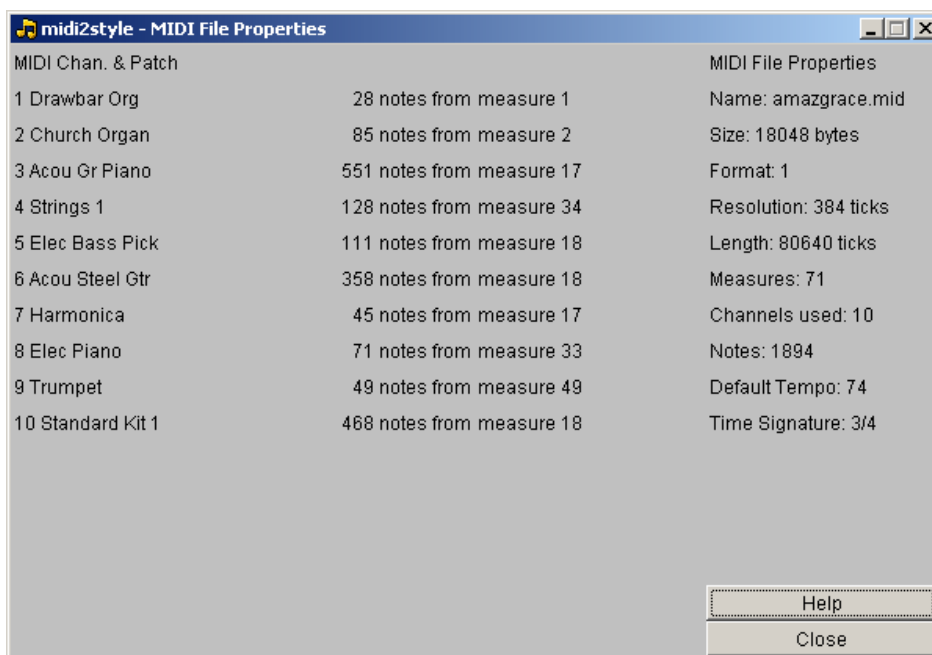 midi2style - MIDI File Properties
MIDI Chan. & Patch MIDI File Properties
1 Drawbar Org 28 notes from measure 1 Name: amazgrace.mid
2 Church Organ 85 notes from measure 2 Size: 18048 bytes
3 Acou Gr Piano 551 notes from measure 17 Format: 1
4 Strings 1 128 notes from measure 34 Resolution: 384 ticks
5 Elec Bass Pick 111 notes from measure 18 Length: 80640 ticks
6 Acou Steel Gtr 358 notes from measure 18 Measures: 71
7 Harmonica 45 notes from measure 17 Channels used: 10
8 Elec Piano 71 notes from measure 33 Notes: 1894
9 Trumpet 49 notes from measure 49 Default Tempo: 74
10 Standard Kit 1 468 notes from measure 18 Time Signature: 3/4
Help
Close